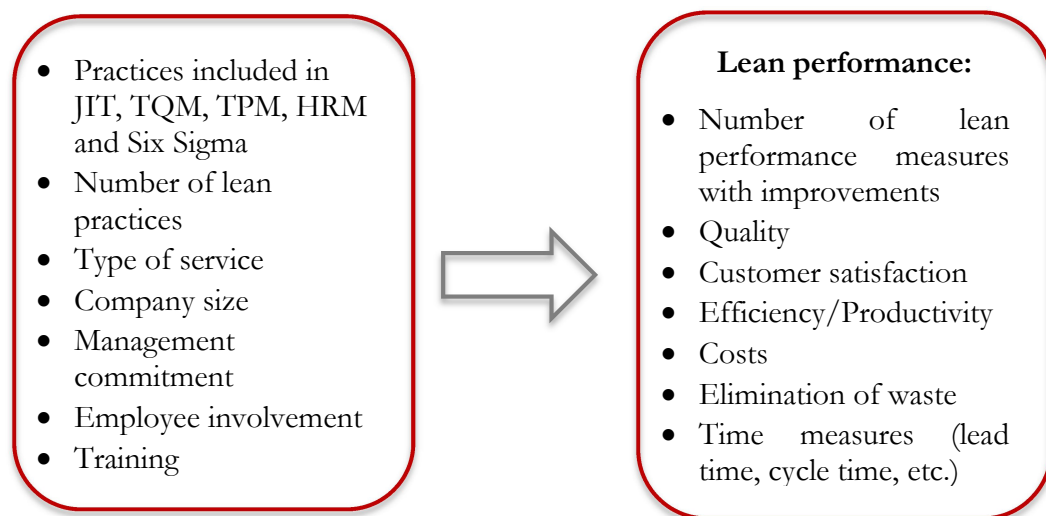 • Practices included in
JIT, TQM, TPM, HRM
and Six Sigma
• Number of lean
practices
• Type of service
• Company size
• Management
commitment
• Employee involvement
• Training
Lean performance:
• Number of lean
performance measures
with improvements
• Quality
• Customer satisfaction
• Efficiency/Productivity
• Costs
• Elimination of waste
• Time measures (lead
time, cycle time, etc.)